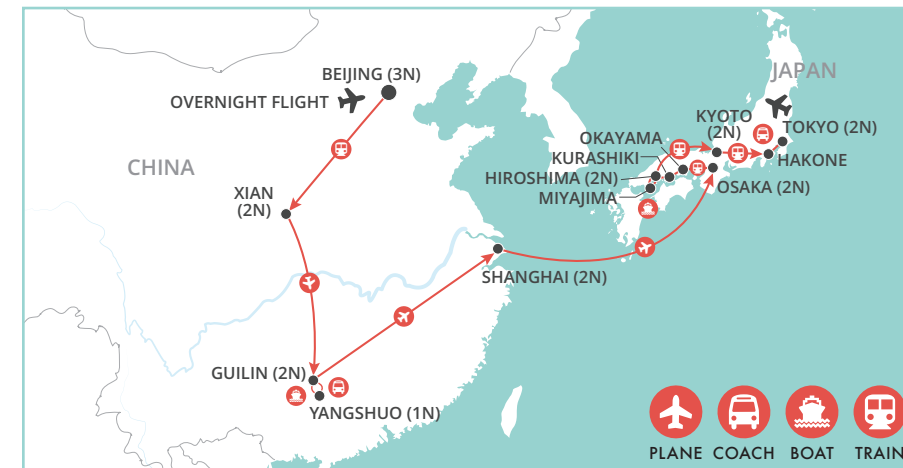 JAPAN
BEIJING (3N)
OVERNIGHT FLIGHT
KYOTO
(2N)
TOKYO (2N)
OKAYAMA
KURASHIKI
HAKONE
CHINA
HIROSHIMA (2N)
OSAKA (2N)
MIYAJIMA
XIAN
(2N)
SHANGHAI (2N)
GUILIN (2N)
YANGSHUO (1N)
PLANE COACH BOAT TRAIN